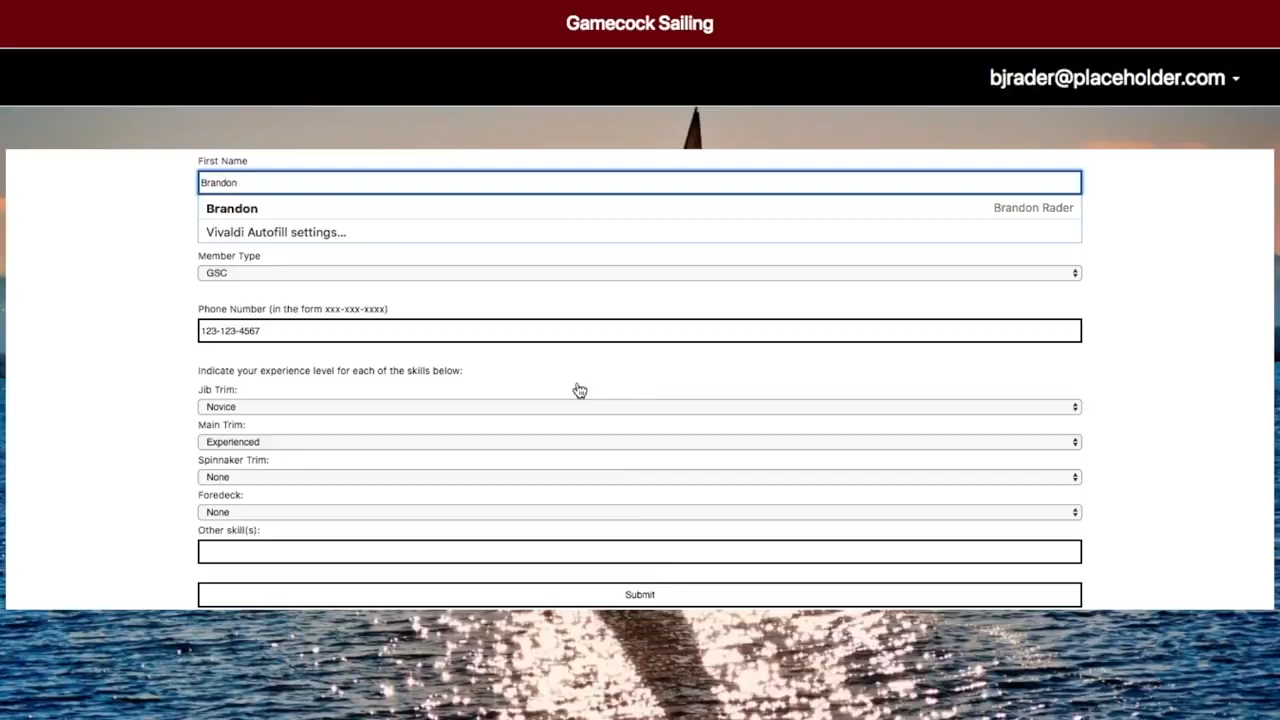 Gamecock Sailing
bjrader@placeholder.com
First Name
Brandon
Brandon Brandon Rader
Vivaldi Autofill settings...
Member Type
GSC
Phone Number (in the form xxx-xxx-xxxx)
123-123-4567
Indicate your experience level for each of the skills below:
Jib Trim:
Novice
Main Trim:
Experienced
Spinnaker Trim:
None
Foredeck:
None
Other skill(s):
Submit